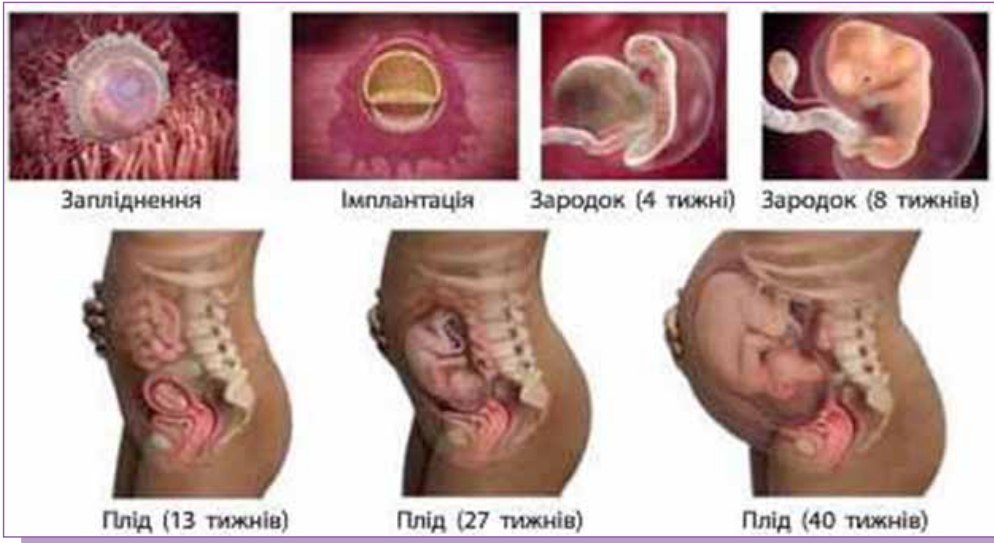 Запліднення
Імплантація
Зародок (4 тижні)
Зародок (8 тижнів)
Плід (13 тижнів)
Плід (27 тижнів)
Плід (40 тижнів)